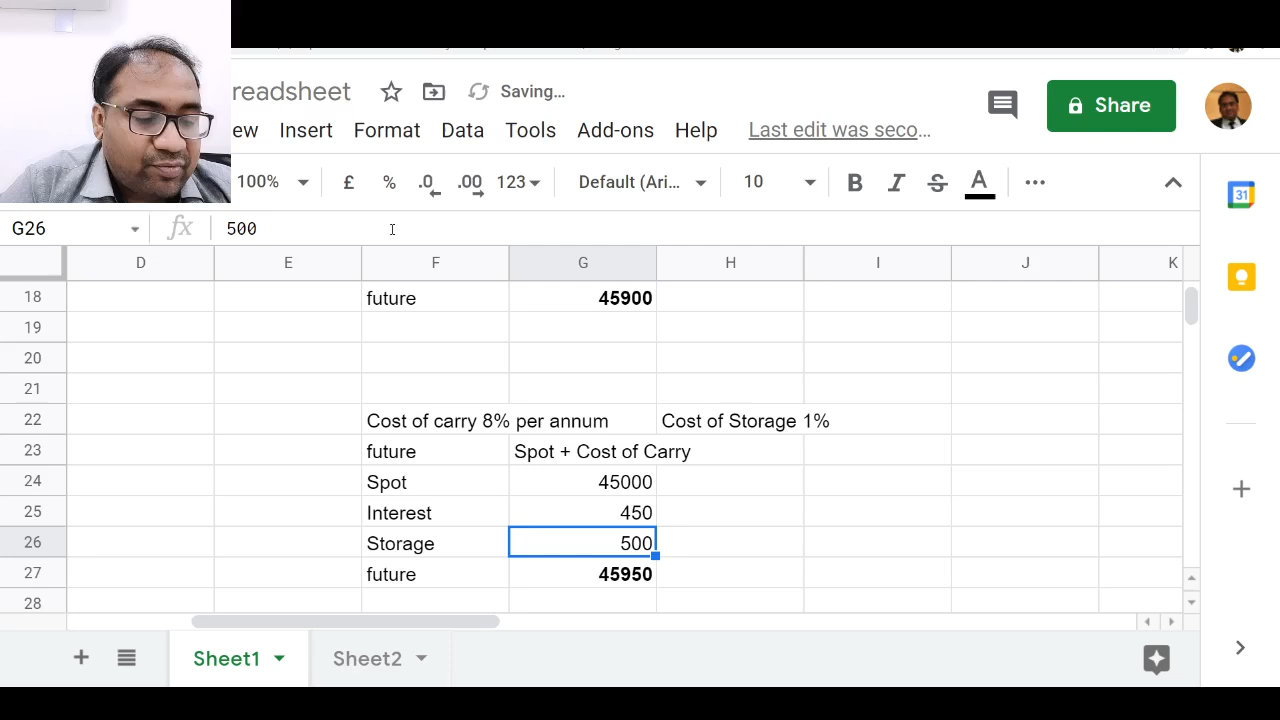 readsheet
Saving…
ew Insert Format Data Tools Add-ons Help Last edit was seco…
Share
100% £ % .0 .00 123 Default (Ari... 10 B I S A
31
G26 fx 500
D E F G H I J K
18 future 45900
19
20
21
22 Cost of carry 8% per annum Cost of Storage 1%
23 future Spot + Cost of Carry
24 Spot 45000
25 Interest 450
26 Storage 500
27 future 45950
28
Sheet1 Sheet2